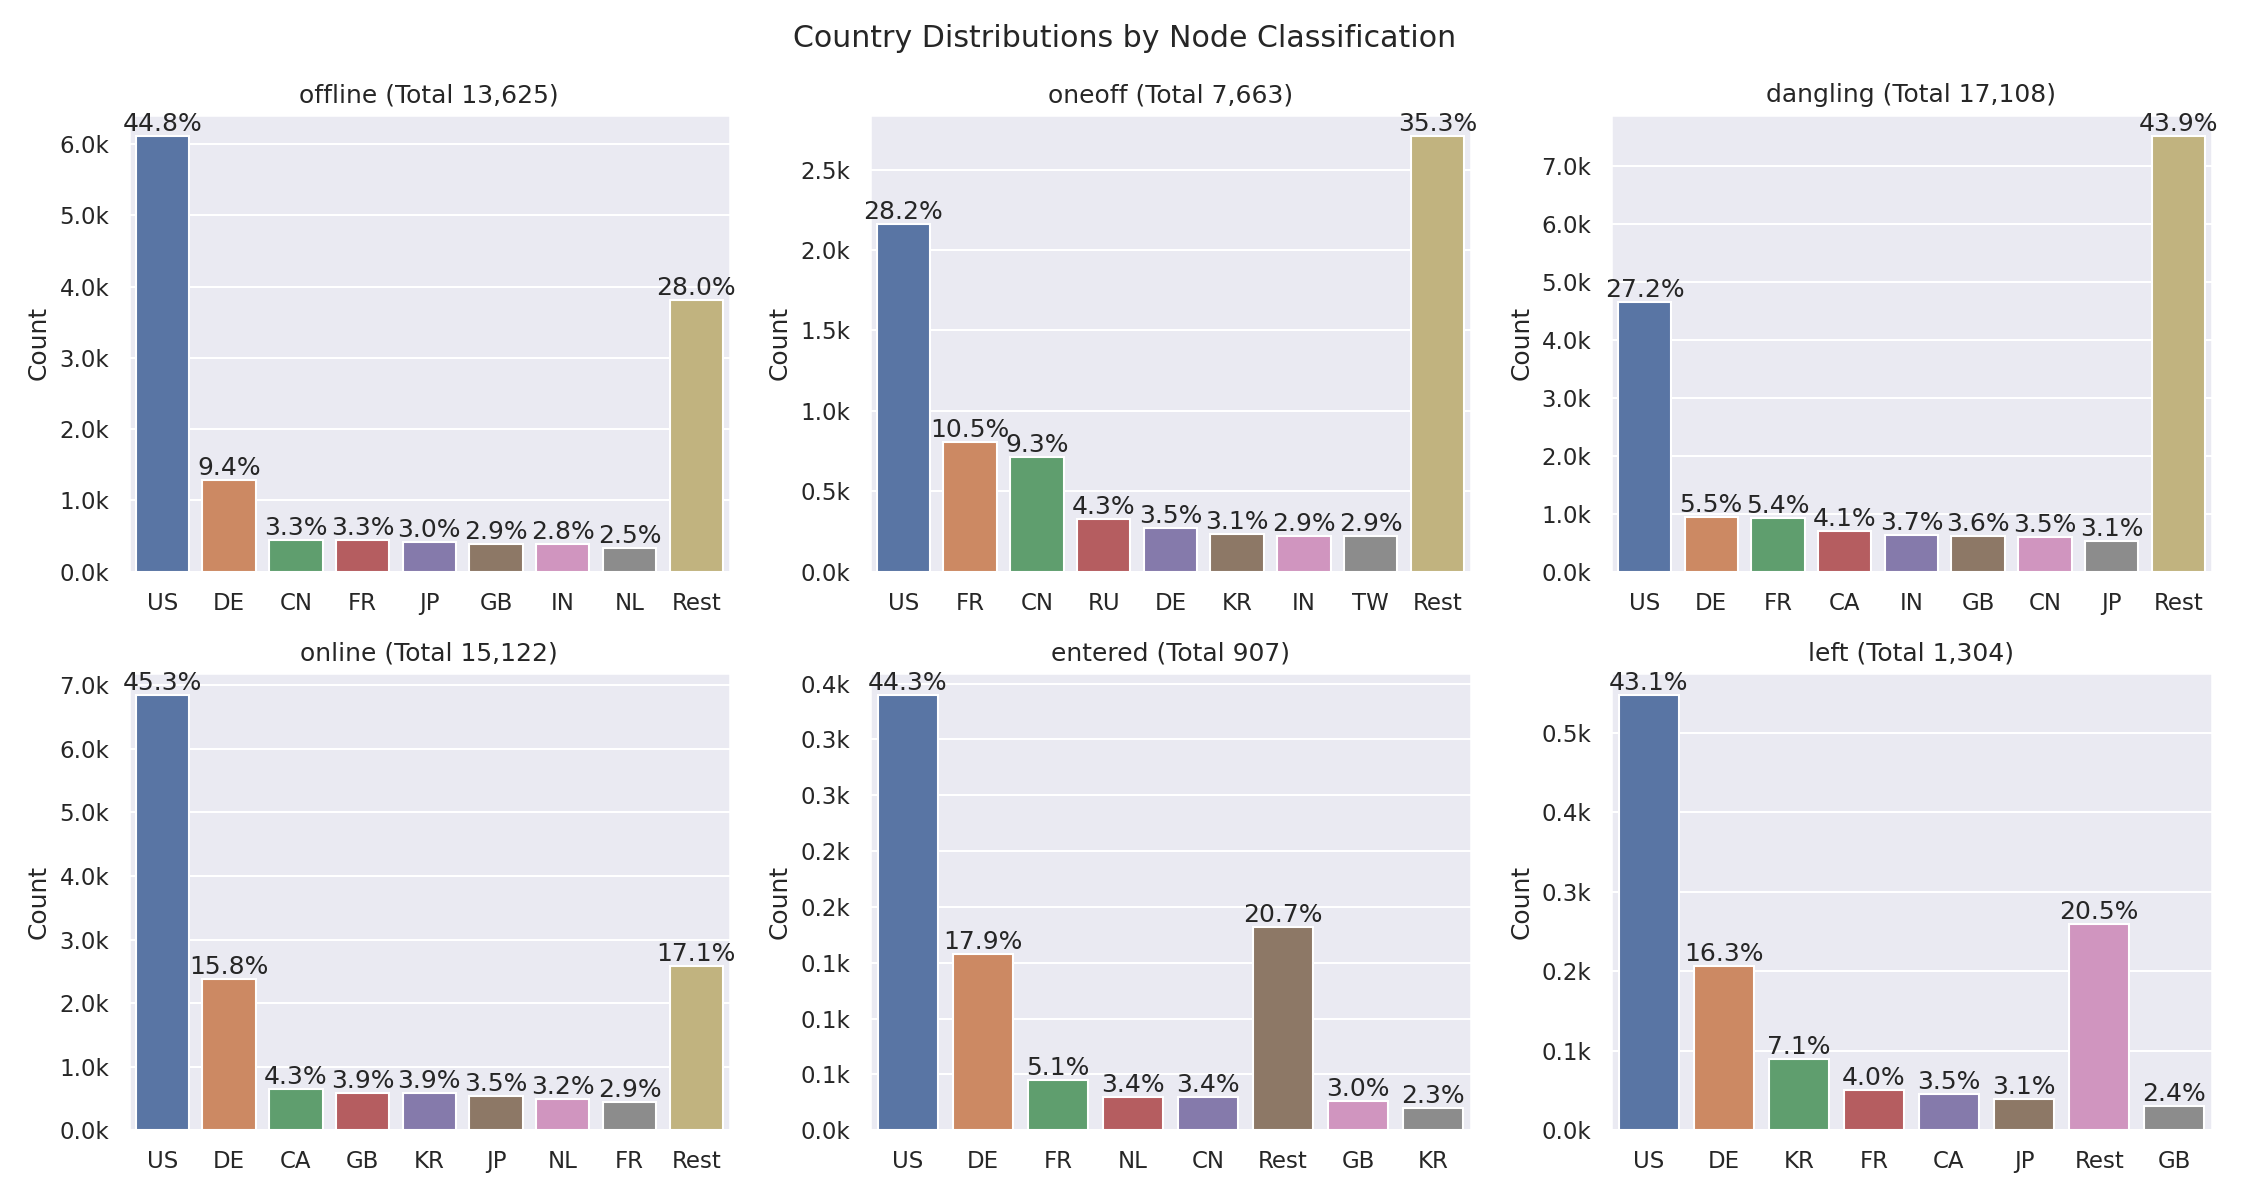 Country Distributions by Node Classification
offline (Total 13,625)
44.8%
9.4%
3.3%
3.3%
3.0%
2.9%
2.8%
2.5%
28.0%
6.0k
5.0k
4.0k
3.0k
2.0k
1.0k
0.0k
Count
US DE CN FR JP GB IN NL Rest
oneoff (Total 7,663)
28.2%
10.5%
9.3%
4.3%
3.5%
3.1%
2.9%
2.9%
35.3%
2.5k
2.0k
1.5k
1.0k
0.5k
0.0k
Count
US FR CN RU DE KR IN TW Rest
dangling (Total 17,108)
27.2%
5.5%
5.4%
4.1%
3.7%
3.6%
3.5%
3.1%
43.9%
7.0k
6.0k
5.0k
4.0k
3.0k
2.0k
1.0k
0.0k
Count
US DE FR CA IN GB CN JP Rest
online (Total 15,122)
45.3%
15.8%
4.3%
3.9%
3.9%
3.5%
3.2%
2.9%
17.1%
7.0k
6.0k
5.0k
4.0k
3.0k
2.0k
1.0k
0.0k
Count
US DE CA GB KR JP NL FR Rest
entered (Total 907)
44.3%
17.9%
5.1%
3.4%
3.4%
20.7%
3.0%
2.3%
0.4k
0.3k
0.3k
0.2k
0.2k
0.1k
0.1k
0.1k
0.0k
Count
US DE FR NL CN Rest GB KR
left (Total 1,304)
43.1%
16.3%
7.1%
4.0%
3.5%
3.1%
20.5%
2.4%
0.5k
0.4k
0.3k
0.2k
0.1k
0.0k
Count
US DE KR FR CA JP Rest GB